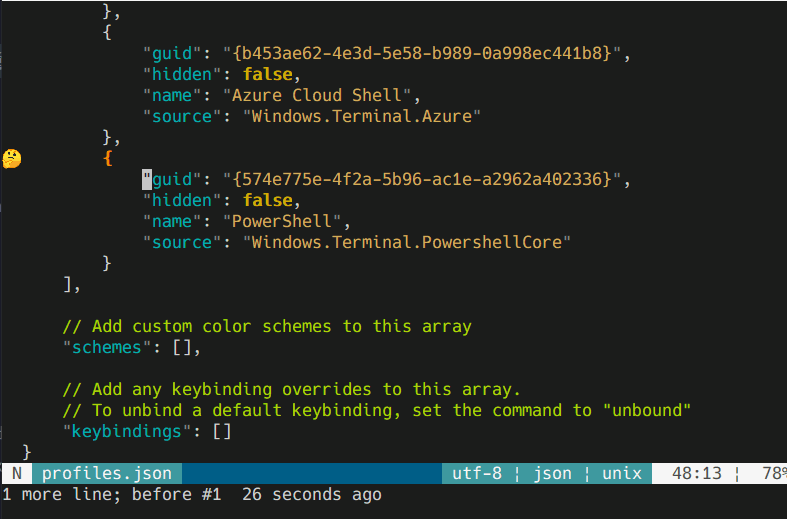 },
{
"guid": "{b453ae62-4e3d-5e58-b989-0a998ec441b8}",
"hidden": false,
"name": "Azure Cloud Shell",
"source": "Windows.Terminal.Azure"
},
{
"guid": "{574e775e-4f2a-5b96-ac1e-a2962a402336}",
"hidden": false,
"name": "PowerShell",
"source": "Windows.Terminal.PowershellCore"
}
],
// Add custom color schemes to this array
"schemes": [],
// Add any keybinding overrides to this array.
// To unbind a default keybinding, set the command to "unbound"
"keybindings": []
}
N profiles.json utf-8 ¦ json ¦ unix 48:13 ¦ 78%
1 more line; before #1 26 seconds ago